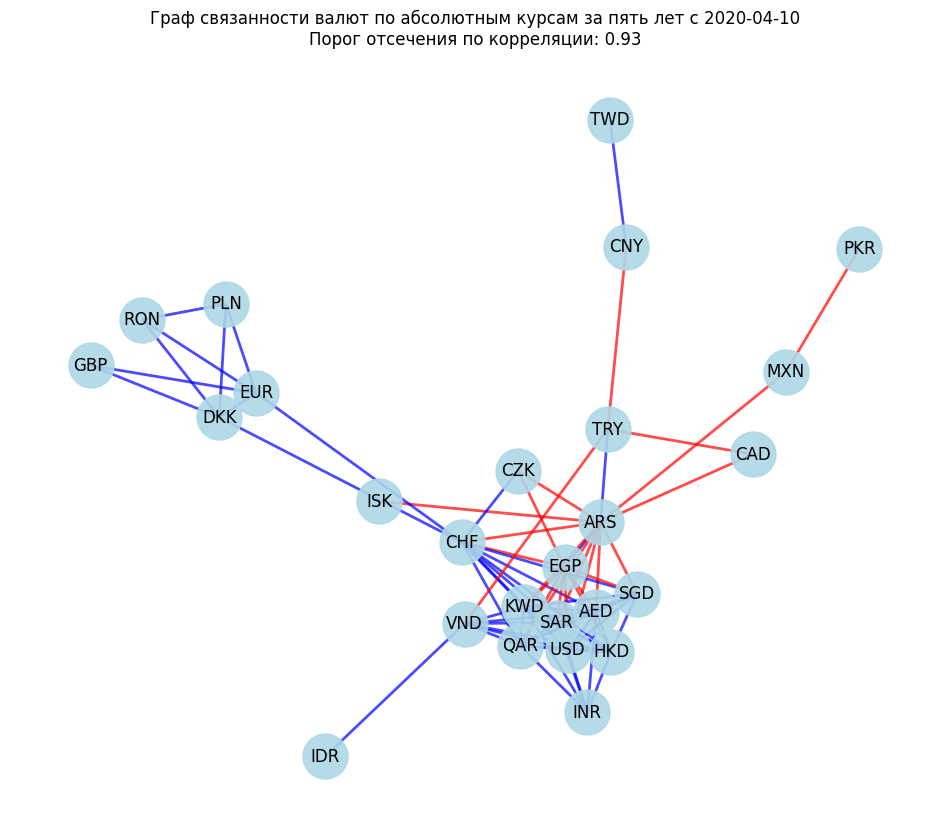 Граф связанности валют по абсолютным курсам за пять лет с 2020-04-10
Порог отсечения по корреляции: 0.93
TWD
CNY
PKR
PLN
RON
GBP
MXN
EUR
DKK
TRY
CAD
CZK
ISK
ARS
CHF
EGP
SGD
KWD
AED
VND
SAR
QAR
USD
HKD
INR
IDR